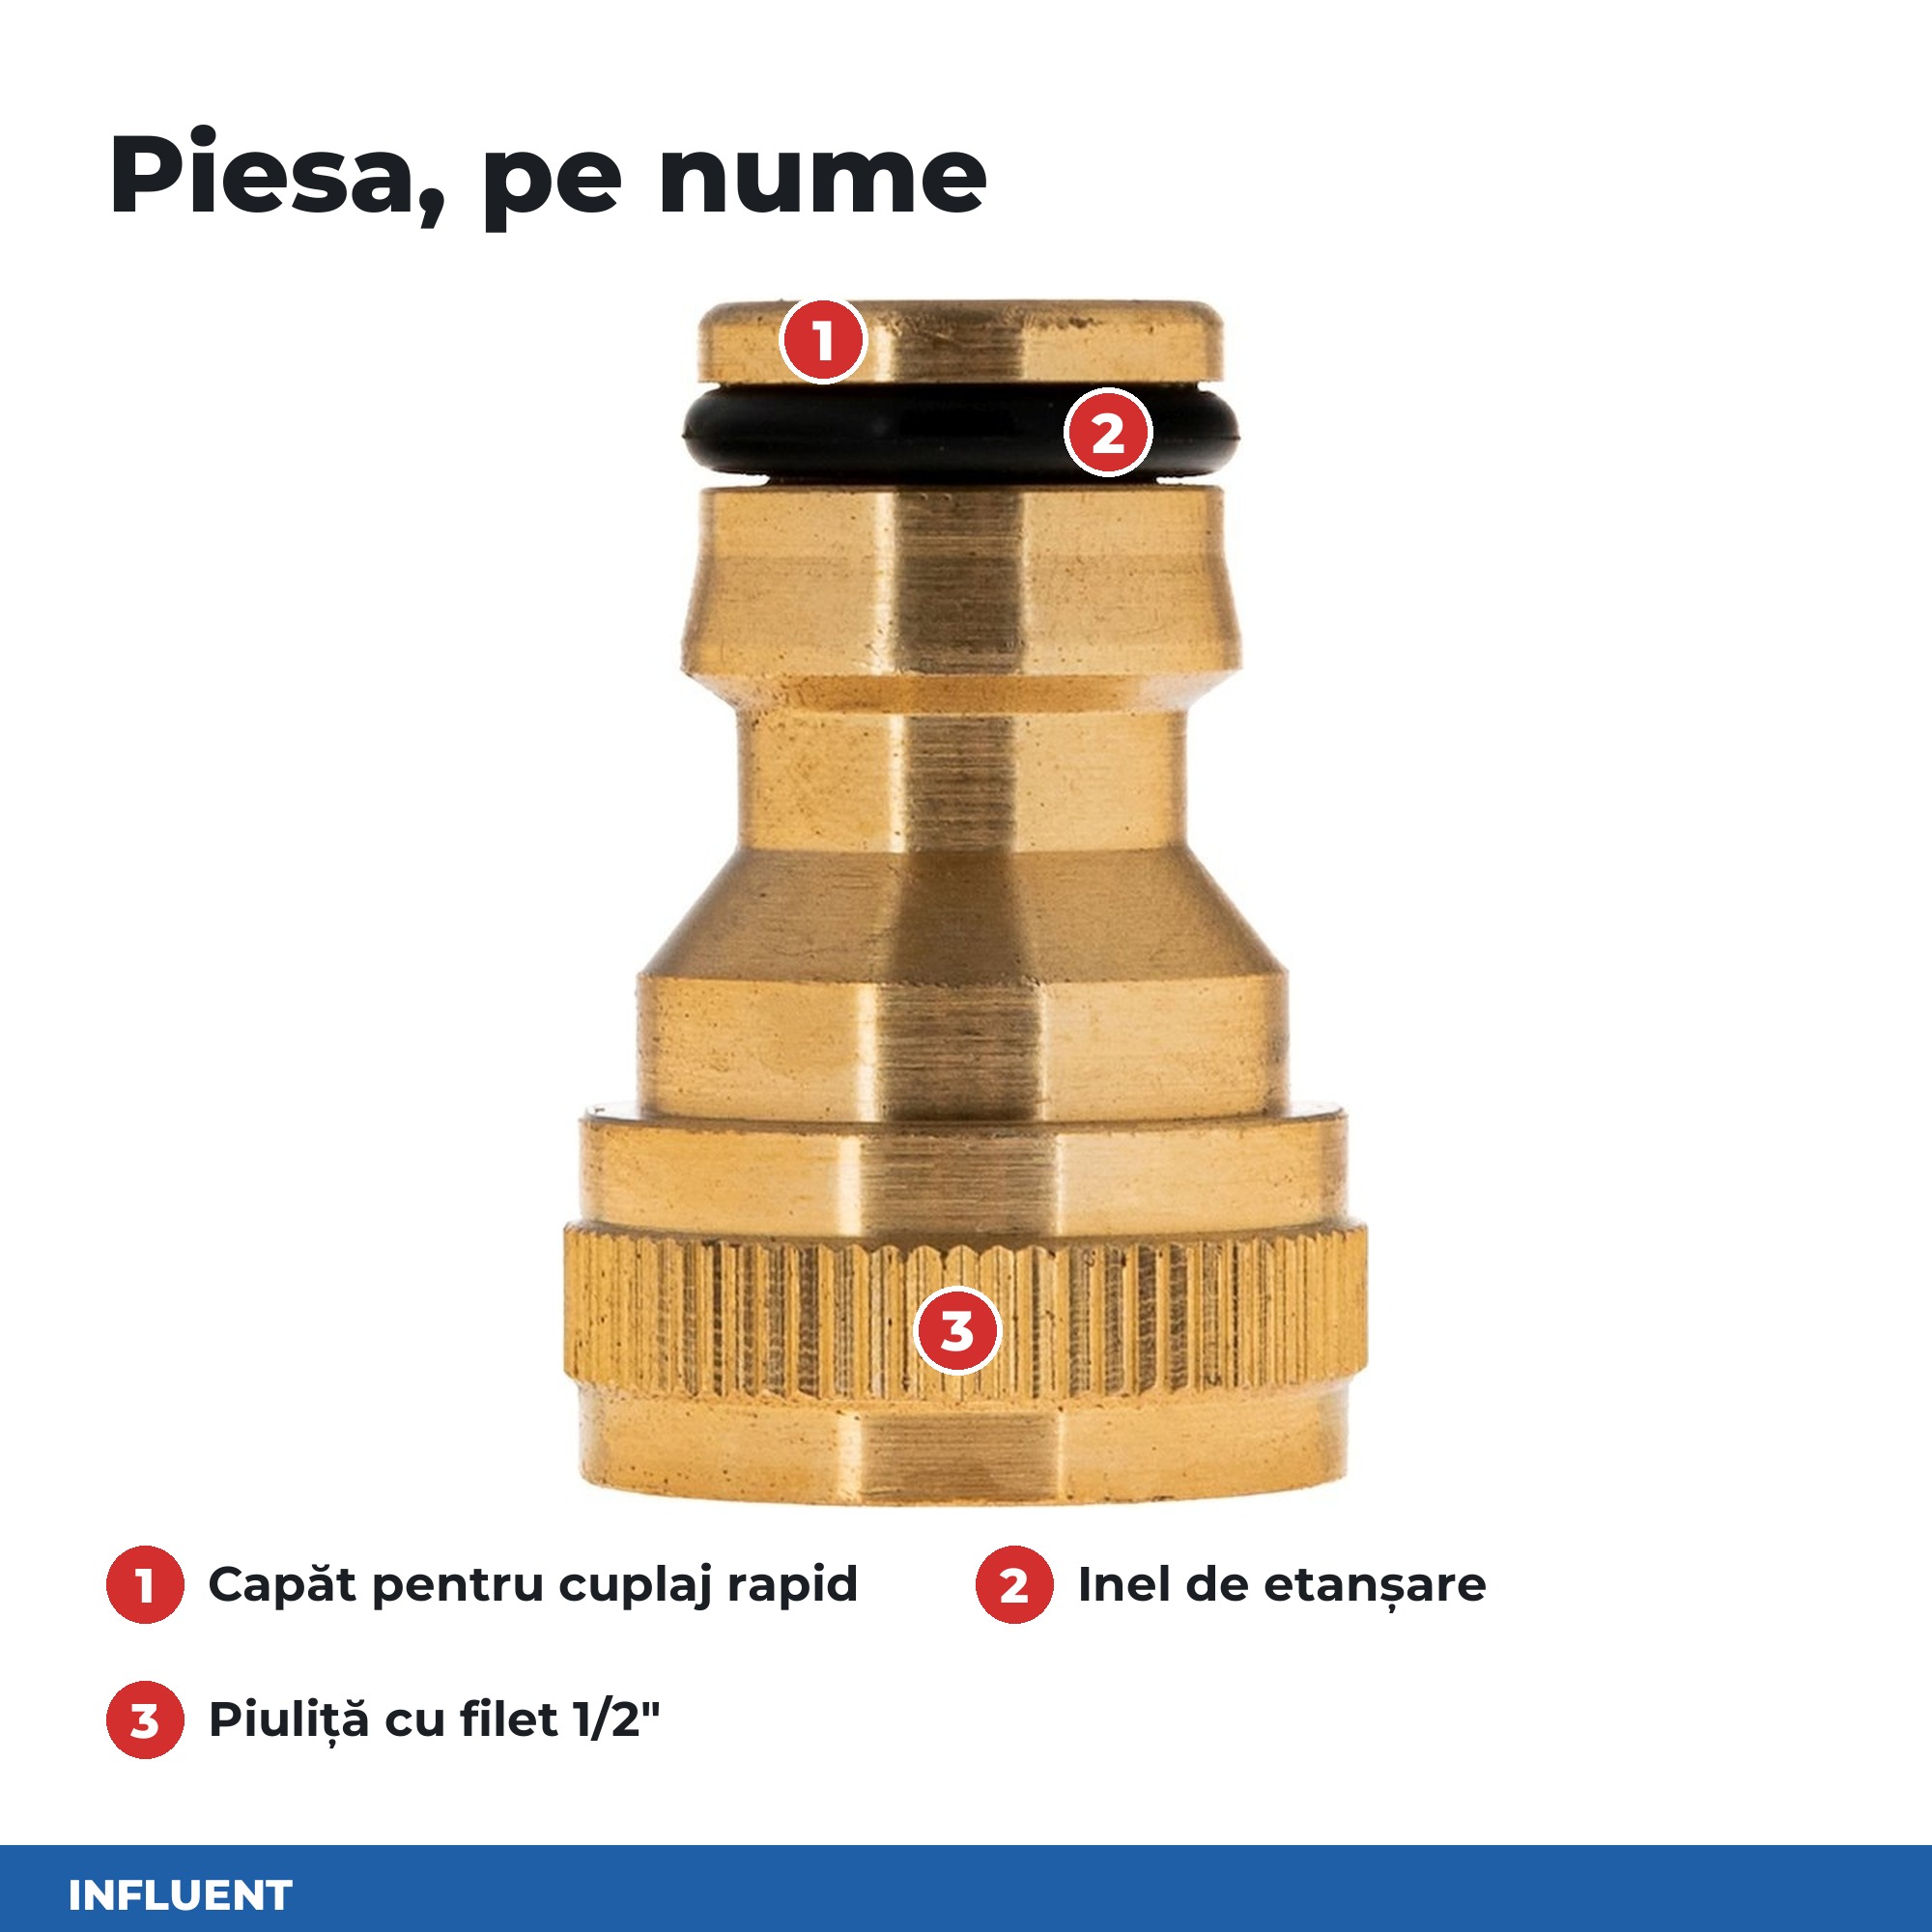 Piesa, pe nume
1
2
3
1 Capăt pentru cuplaj rapid
2 Inel de etanșare
3 Piuliță cu filet 1/2"
INFLUENT